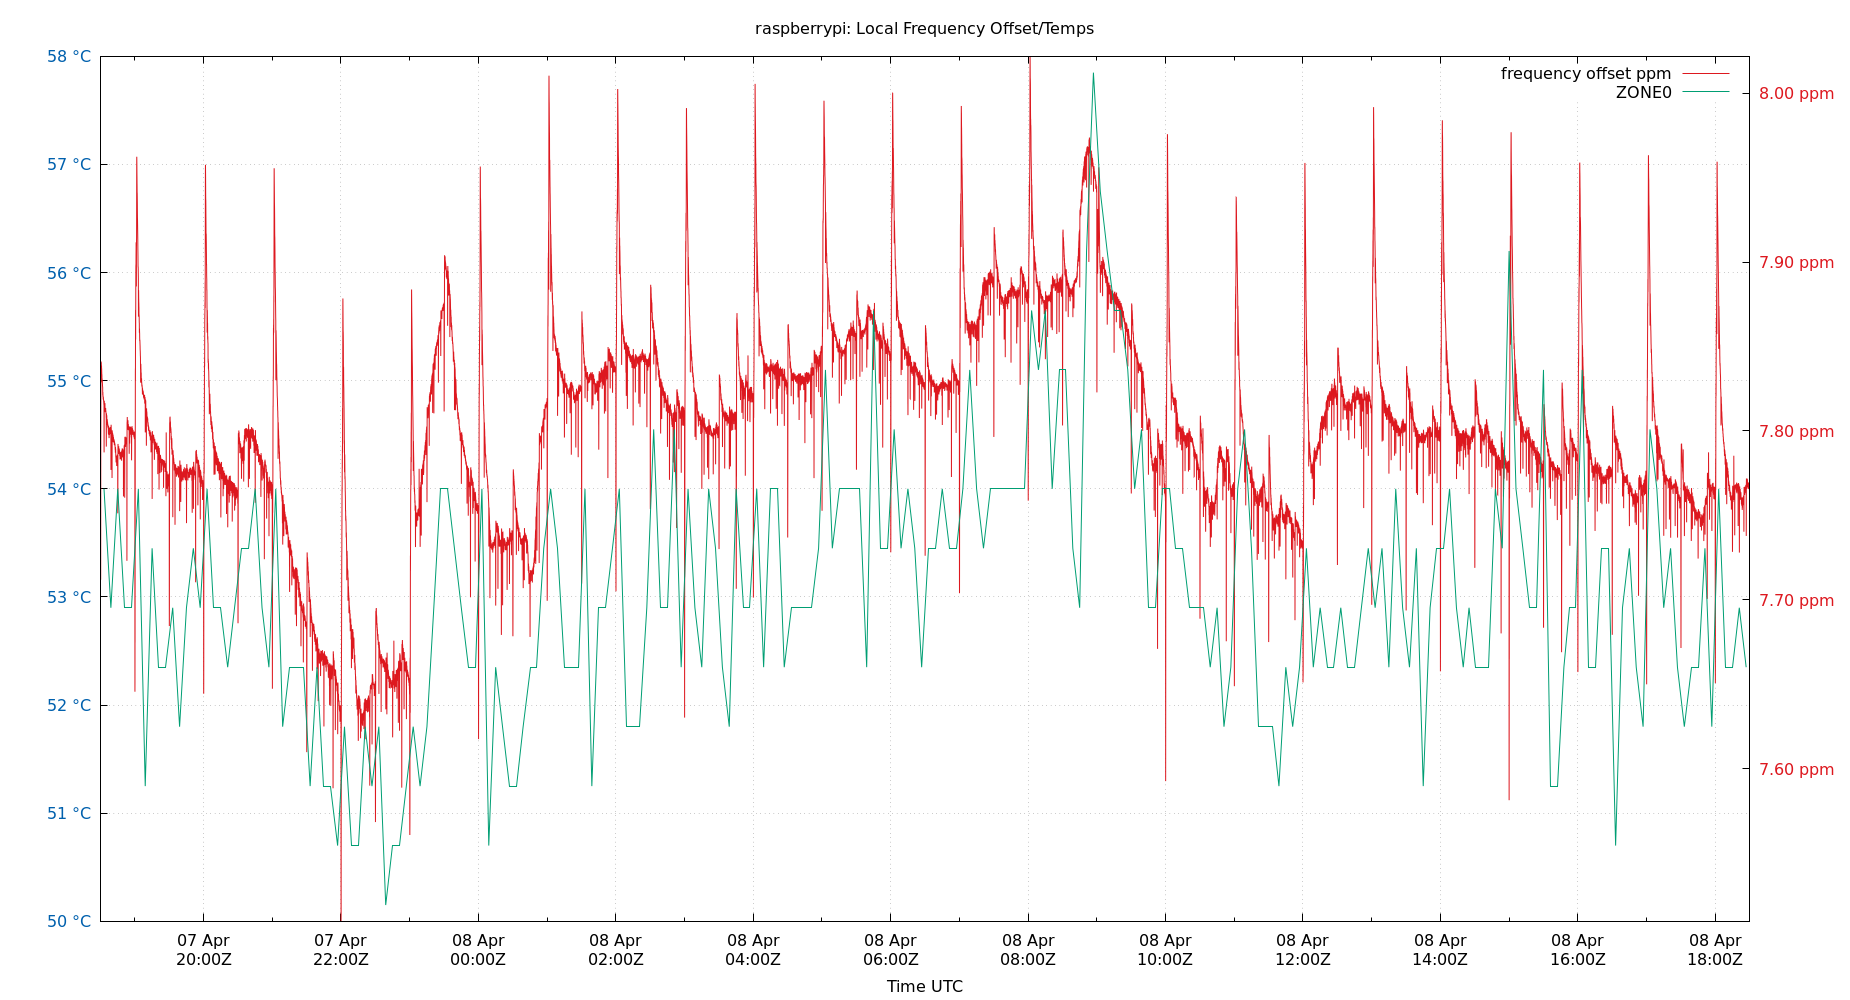 raspberrypi: Local Frequency Offset/Temps
58 °C
57 °C
56 °C
55 °C
54 °C
53 °C
52 °C
51 °C
50 °C
frequency offset ppm
ZONE0
8.00 ppm
7.90 ppm
7.80 ppm
7.70 ppm
7.60 ppm
07 Apr
20:00Z
07 Apr
22:00Z
08 Apr
00:00Z
08 Apr
02:00Z
08 Apr
04:00Z
08 Apr
06:00Z
08 Apr
08:00Z
08 Apr
10:00Z
08 Apr
12:00Z
08 Apr
14:00Z
08 Apr
16:00Z
08 Apr
18:00Z
Time UTC